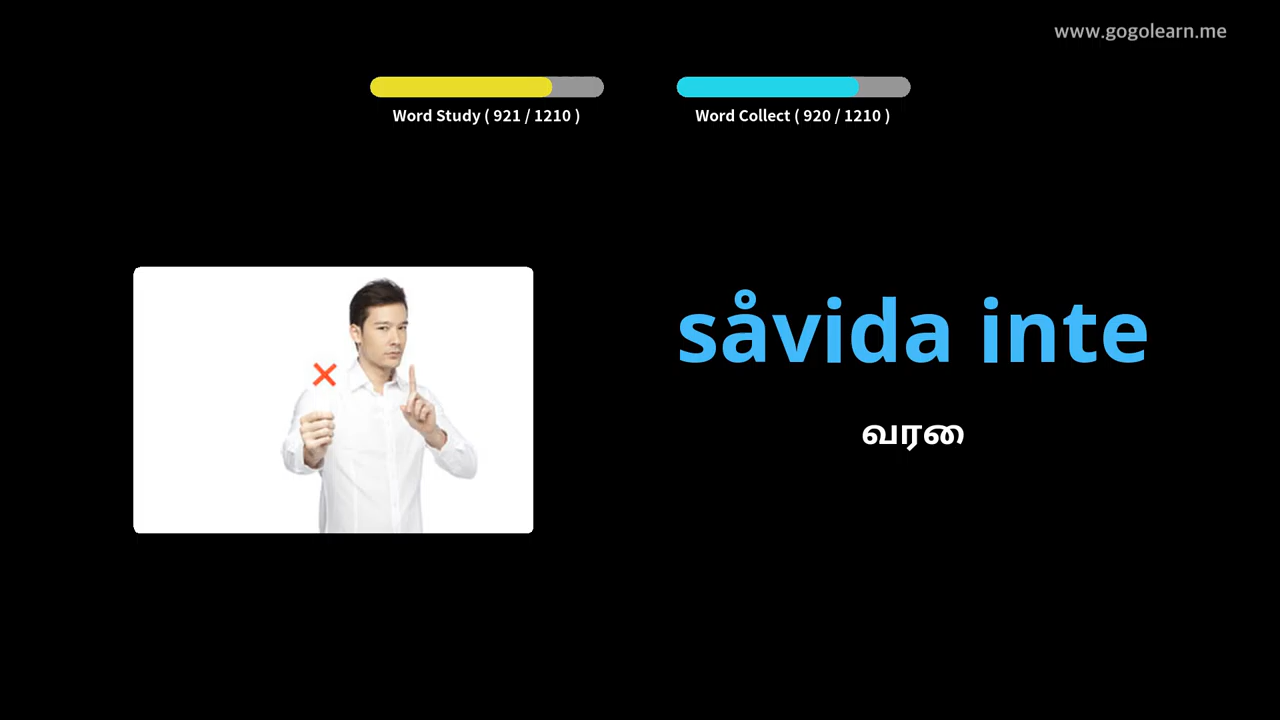 www.gogolearn.me
Word Study ( 921 / 1210 )
Word Collect ( 920 / 1210 )
såvida inte
வரை